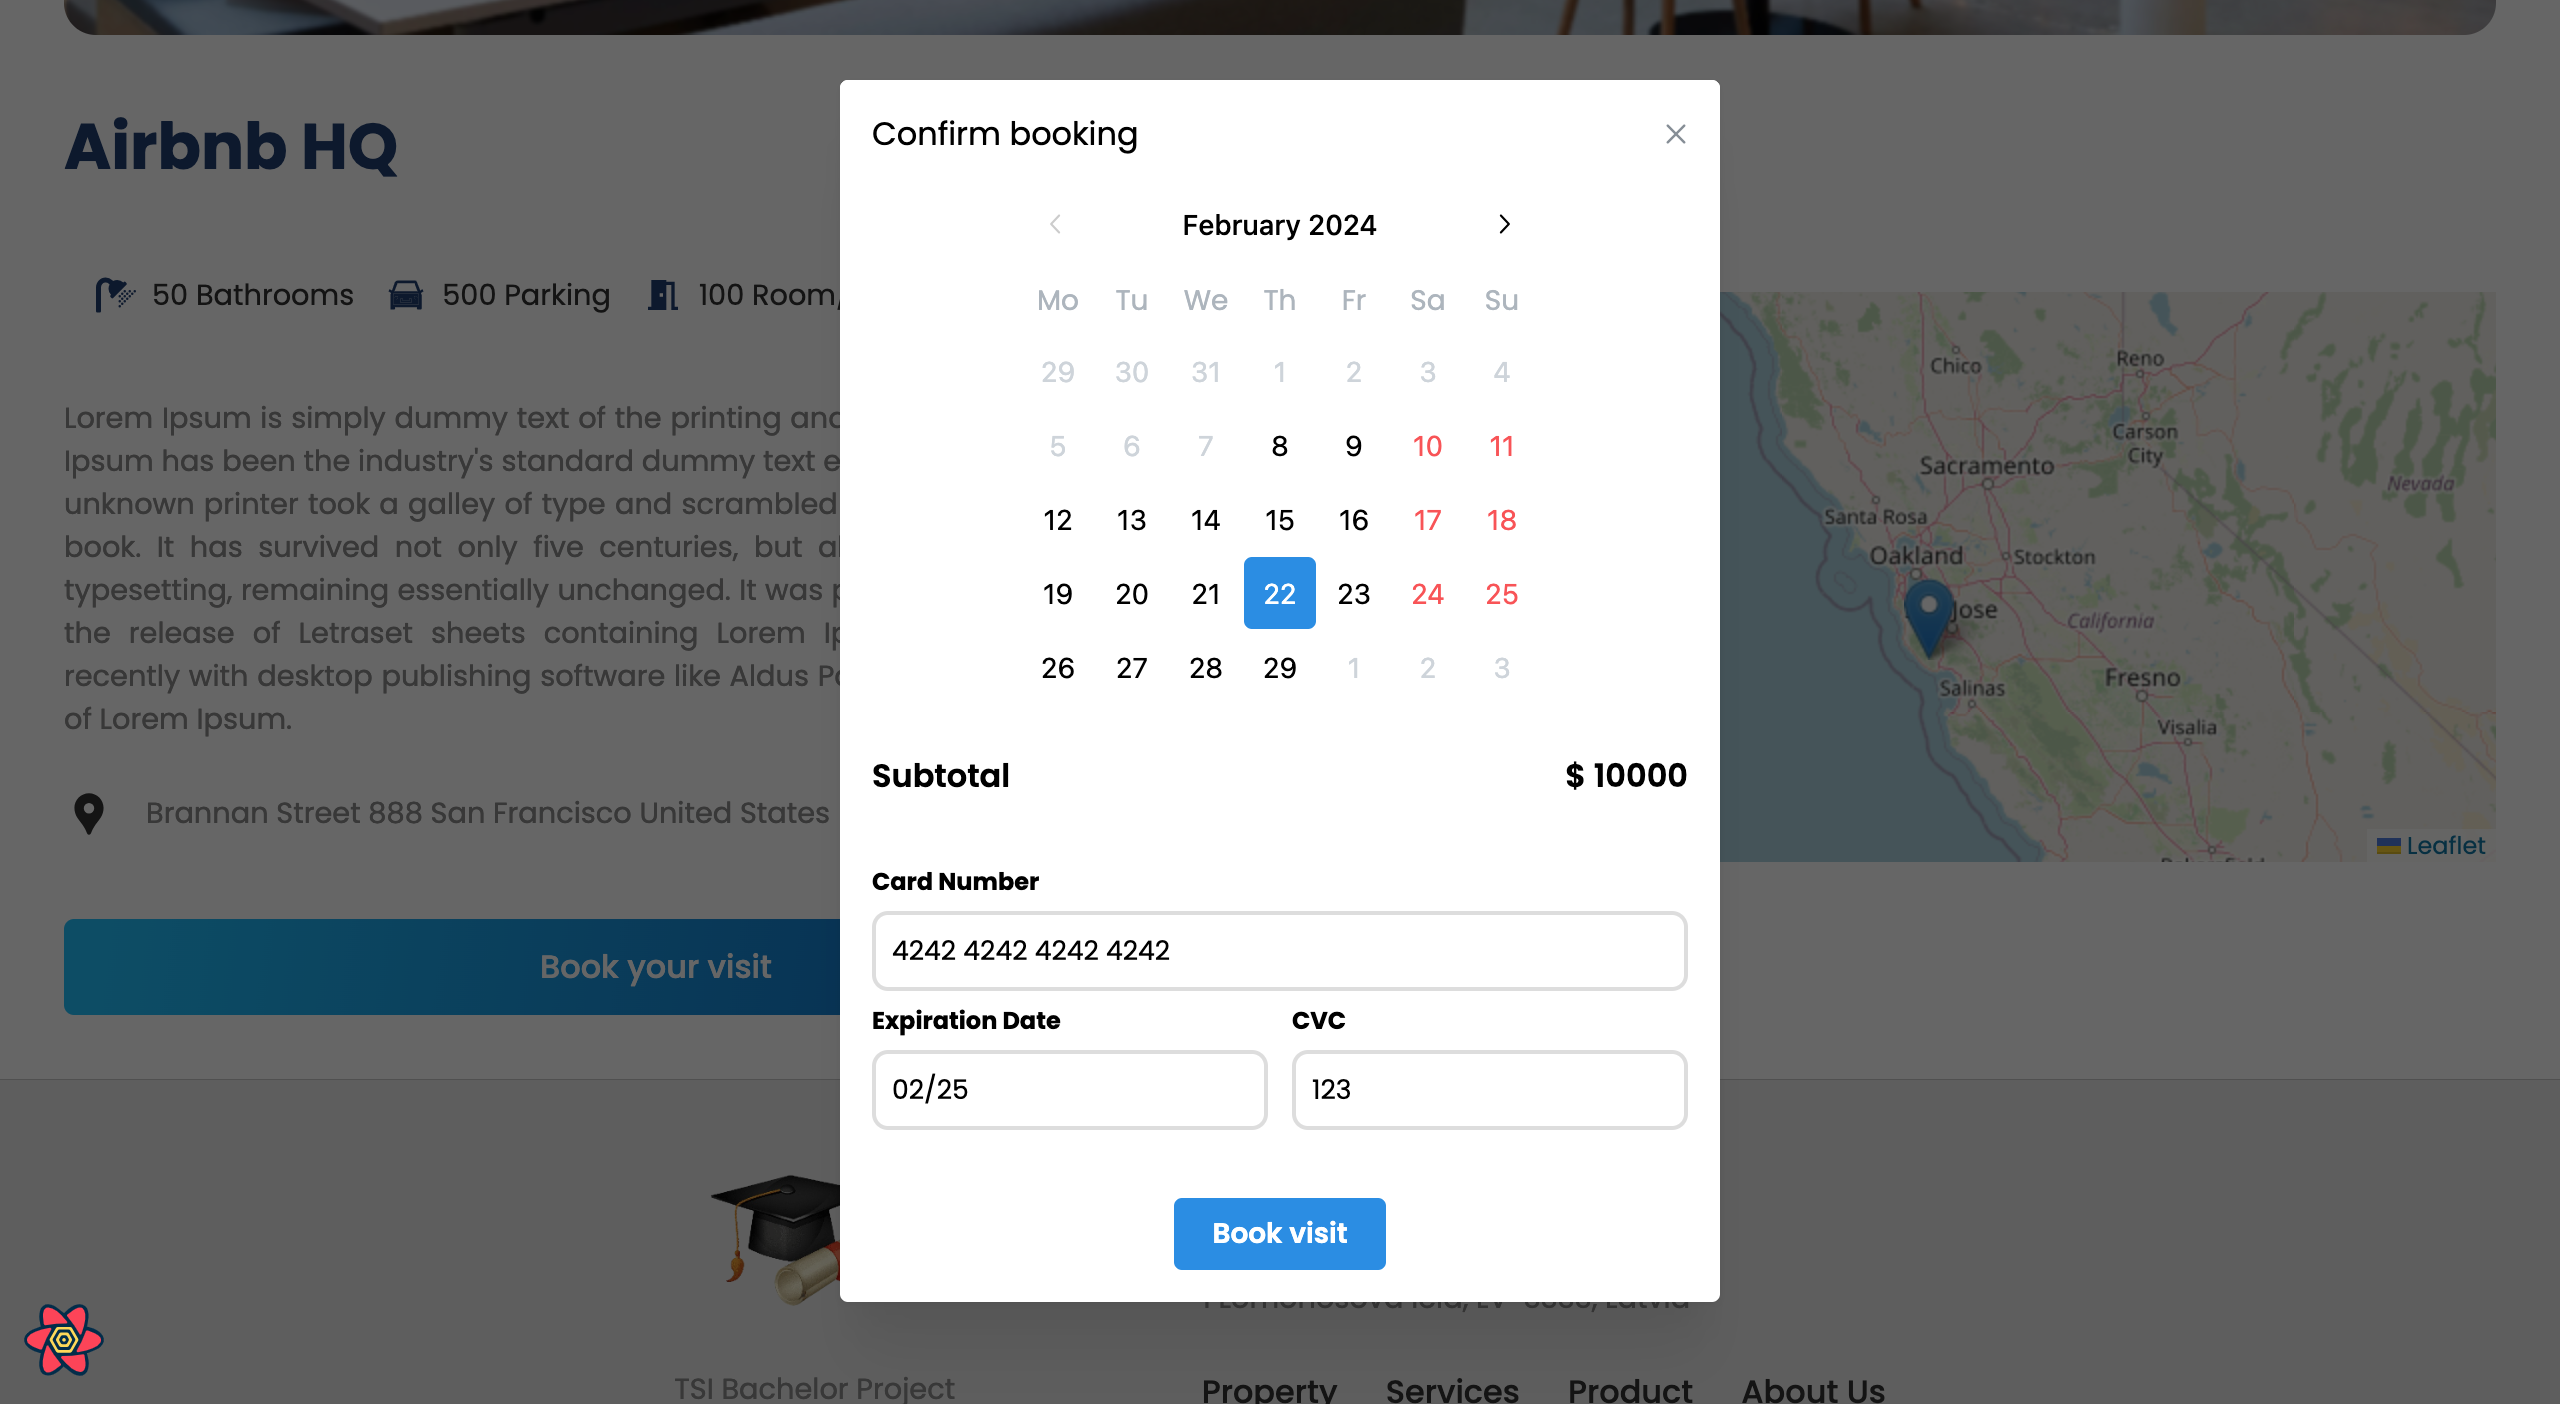 Airbnb HQ
50 Bathrooms 500 Parking 100 Room
Lorem Ipsum is simply dummy text of the printing and
Ipsum has been the industry's standard dummy text
unknown printer took a galley of type and scrambled
book. It has survived not only five centuries, but
typesetting, remaining essentially unchanged. It was
the release of Letraset sheets containing Lorem
recently with desktop publishing software like Aldus
of Lorem Ipsum.
Brannan Street 888 San Francisco United States
Book your visit
Confirm booking
February 2024
Mo Tu We Th Fr Sa Su
29 30 31 1 2 3 4
5 6 7 8 9 10 11
12 13 14 15 16 17 18
19 20 21 22 23 24 25
26 27 28 29 1 2 3
Subtotal $ 10000
Card Number
4242 4242 4242 4242
Expiration Date CVC
02/25 123
Book visit
Chico
Reno
Carson
City
Sacramento
Nevada
Santa Rosa
Oakland
Stockton
Jose
California
Salinas
Fresno
Visalia
Leaflet
TSI Bachelor Project
Property Services Product About Us